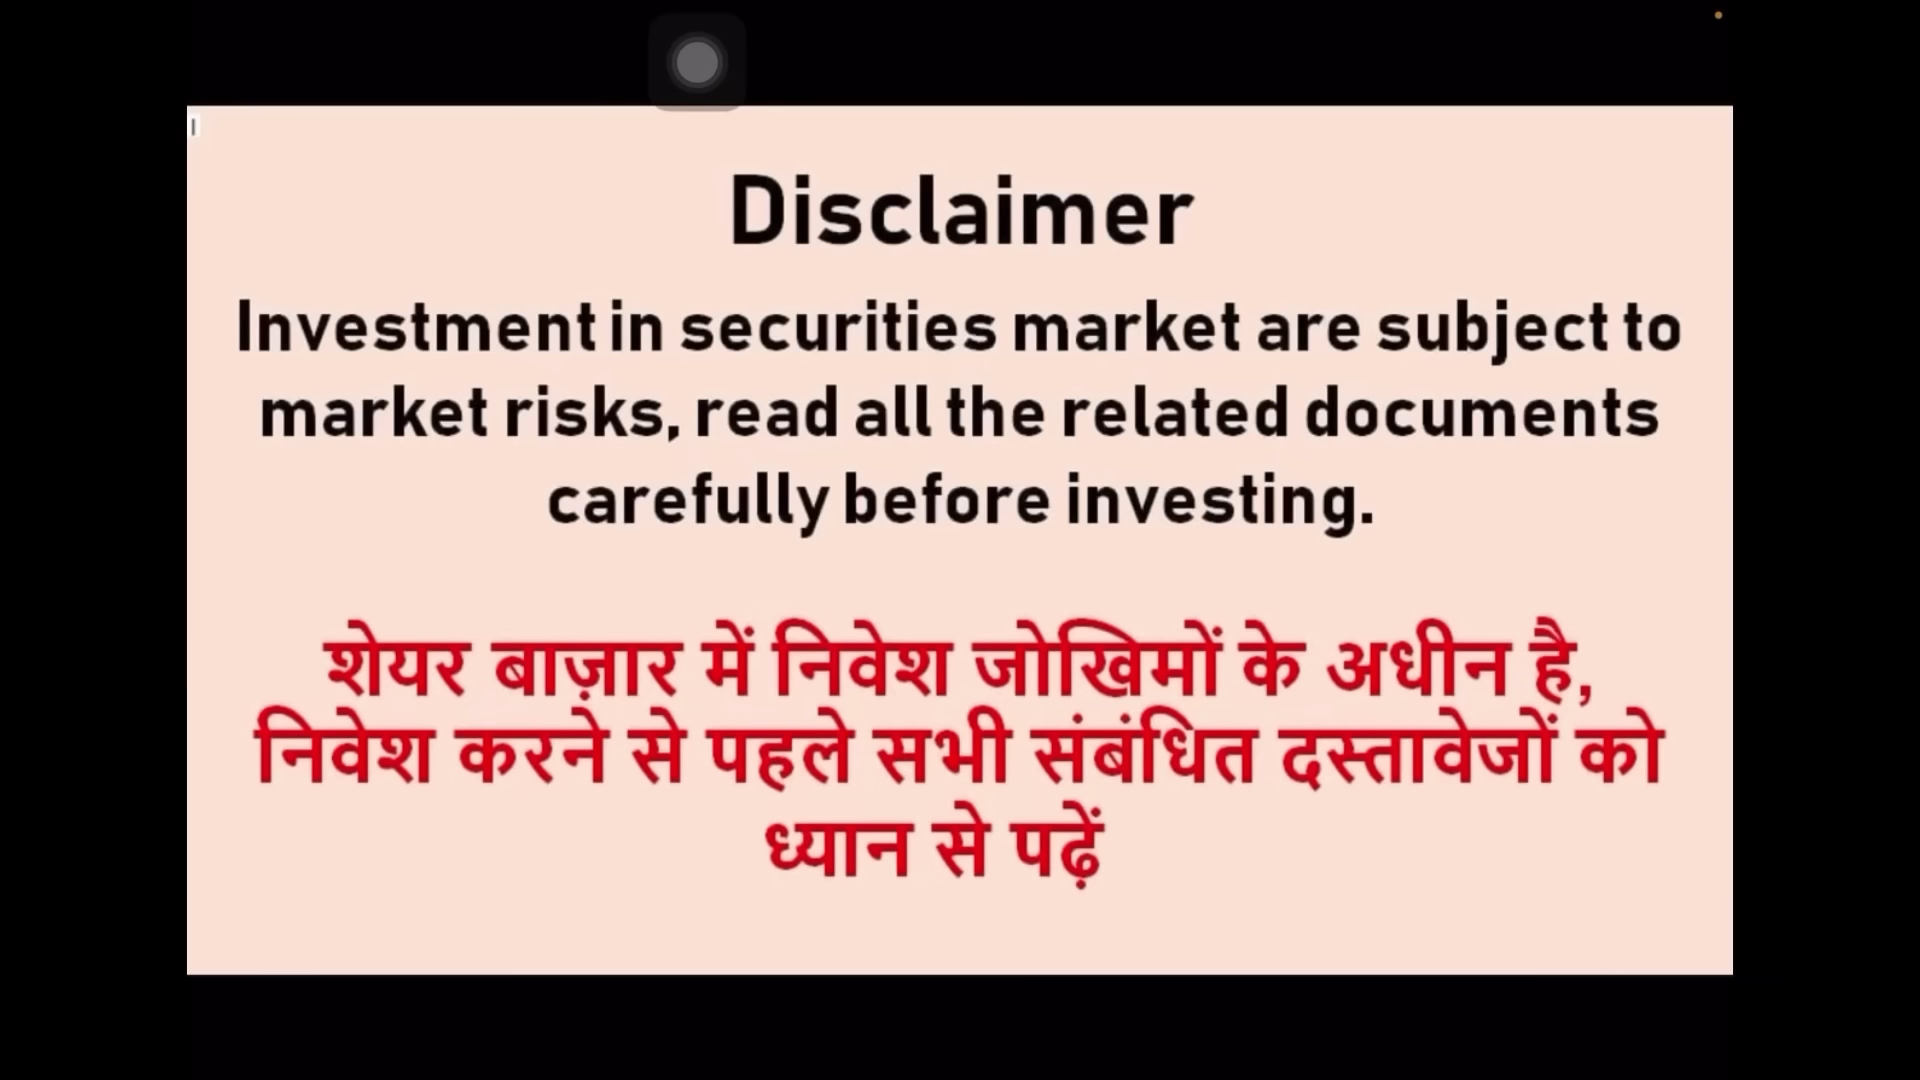 Disclaimer
Investment in securities market are subject to
market risks, read all the related documents
carefully before investing.
शेयर बाज़ार में निवेश जोखिमों के अधीन है,
निवेश करने से पहले सभी संबंधित दस्तावेजों को
ध्यान से पढ़ें